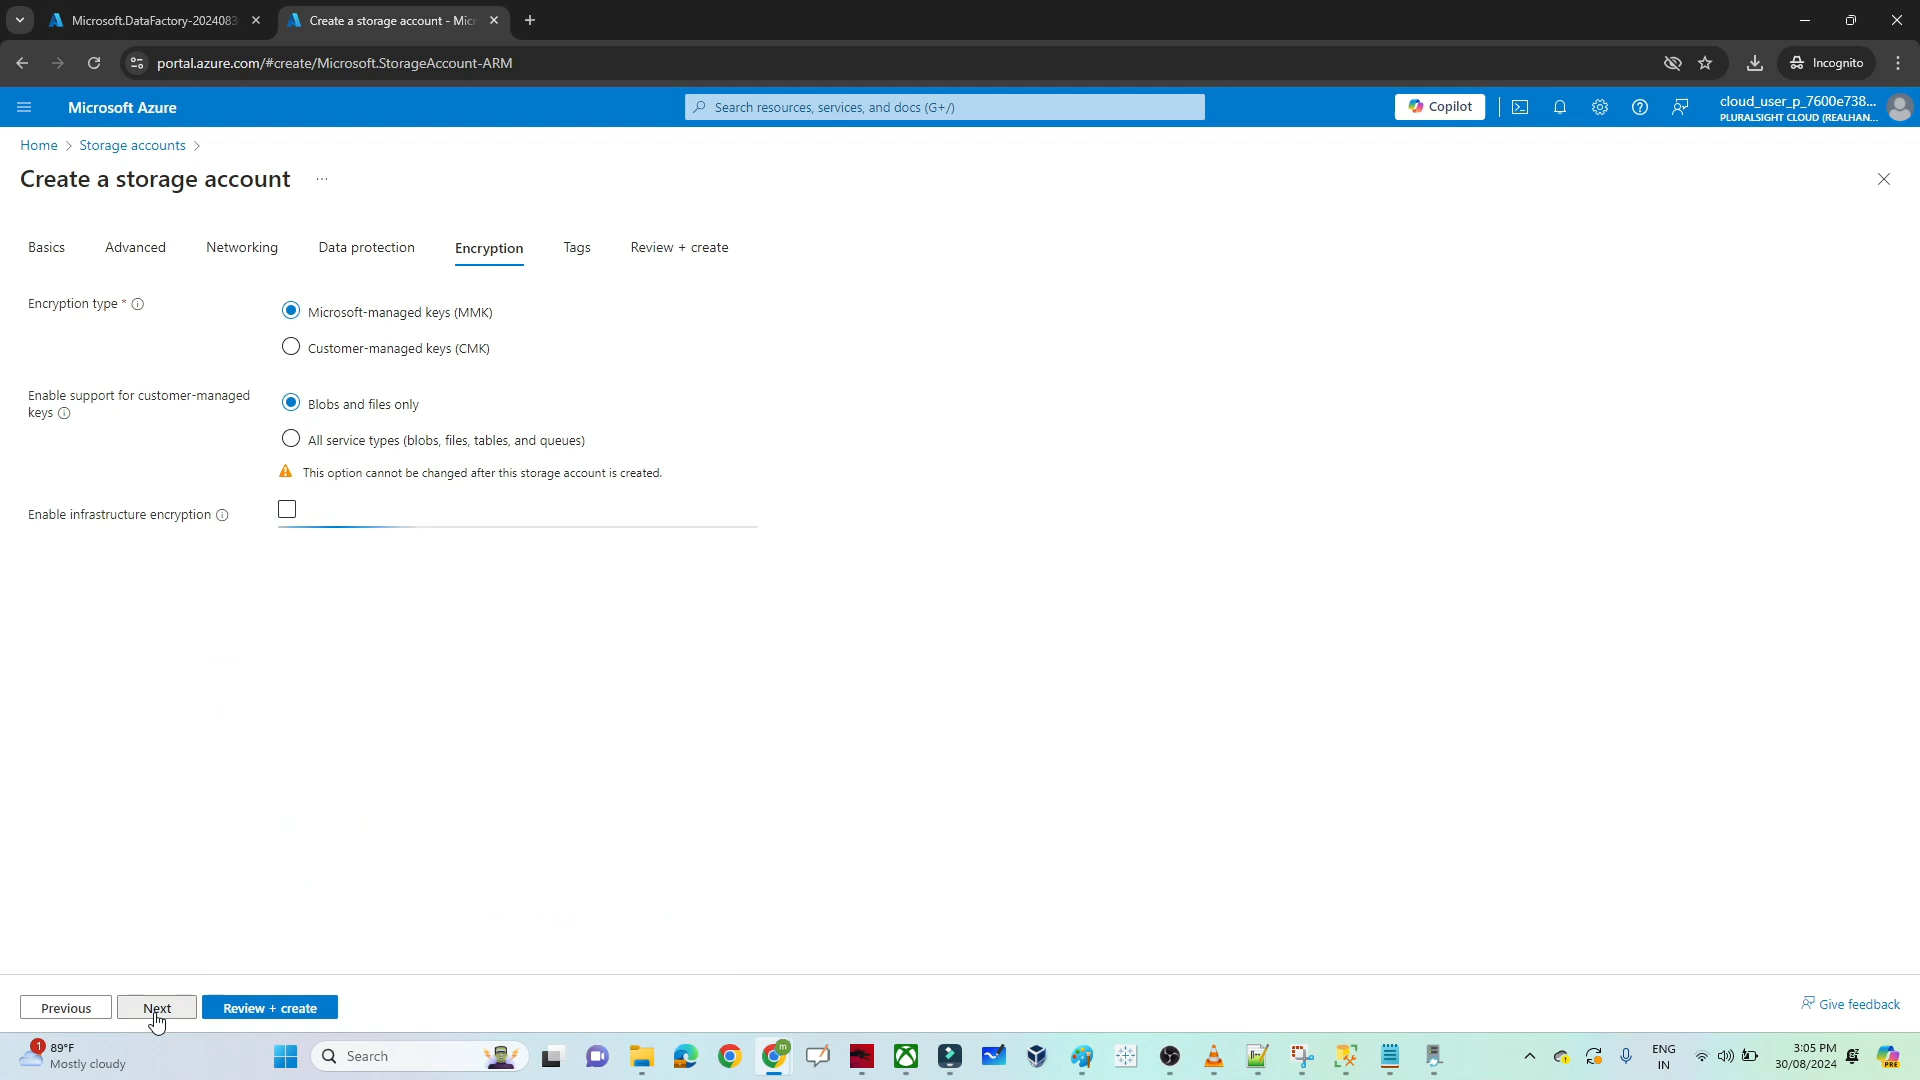 Microsoft.DataFactory-2024083
Create a storage account - Micr
portal.azure.com/#create/Microsoft.StorageAccount-ARM
Incognito
Microsoft Azure
Search resources, services, and docs (G+/)
Copilot
cloud_user_p_7600e738...
PLURALSIGHT CLOUD (REALHAN...
Home > Storage accounts >
Create a storage account ...
Basics Advanced Networking Data protection Encryption Tags Review + create
Encryption type *
Microsoft-managed keys (MMK)
Customer-managed keys (CMK)
Enable support for customer-managed
keys
Blobs and files only
All service types (blobs, files, tables, and queues)
This option cannot be changed after this storage account is created.
Enable infrastructure encryption
Previous Next Review + create
Give feedback
1
89°F
Mostly cloudy
Search
m
ENG
IN
3:05 PM
30/08/2024
PRE